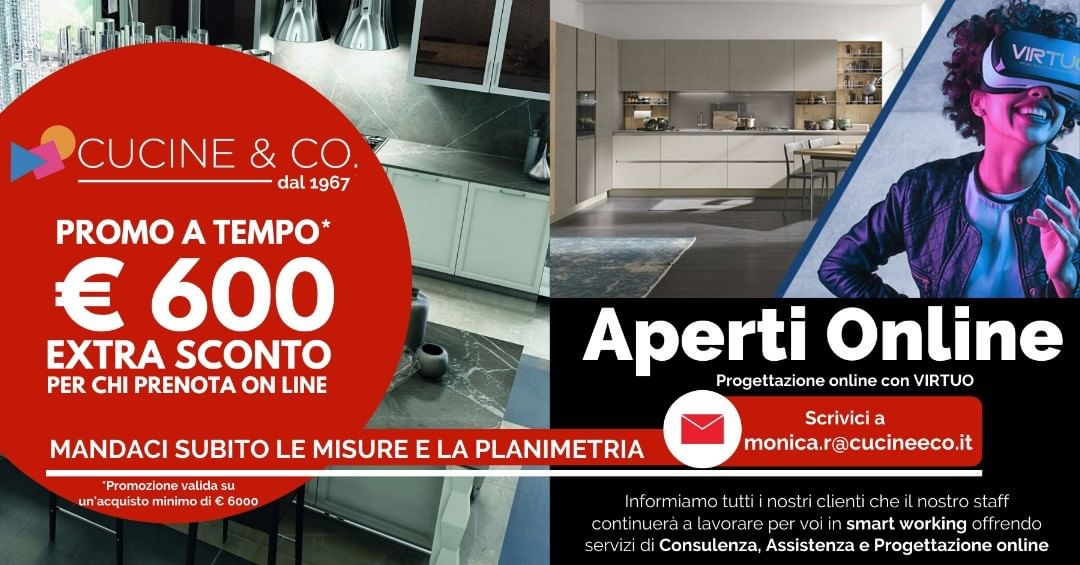 CUCINE & CO.
dal 1967
PROMO A TEMPO*
€ 600
EXTRA SCONTO
PER CHI PRENOTA ON LINE
MANDACI SUBITO LE MISURE E LA PLANIMETRIA
*Promozione valida su
un'acquisto minimo di € 6000
VIRTUO
Aperti Online
Progettazione online con VIRTUO
Scrivici a
monica.r@cucineeco.it
Informiamo tutti i nostri clienti che il nostro staff
continuerà a lavorare per voi in smart working offrendo
servizi di Consulenza, Assistenza e Progettazione online